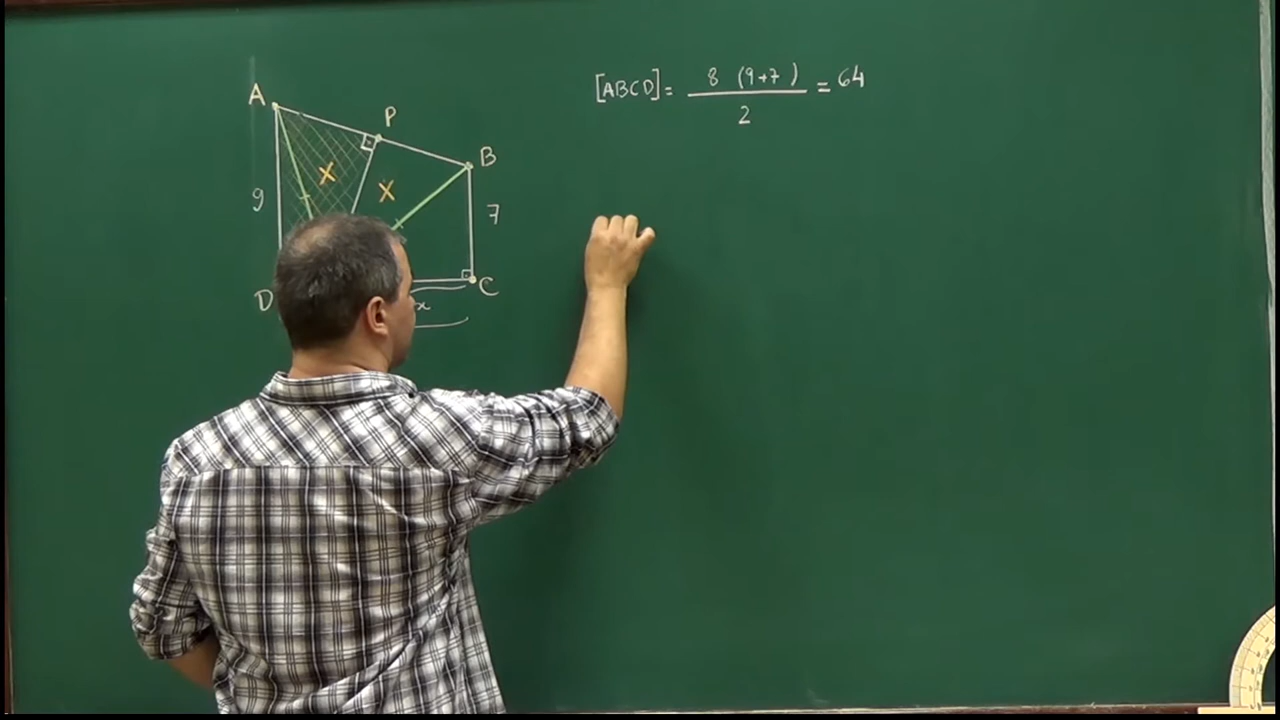 [ABCD] = 8 (9+7) / 2 = 64
A
P
B
X
X
9
7
D
C
x